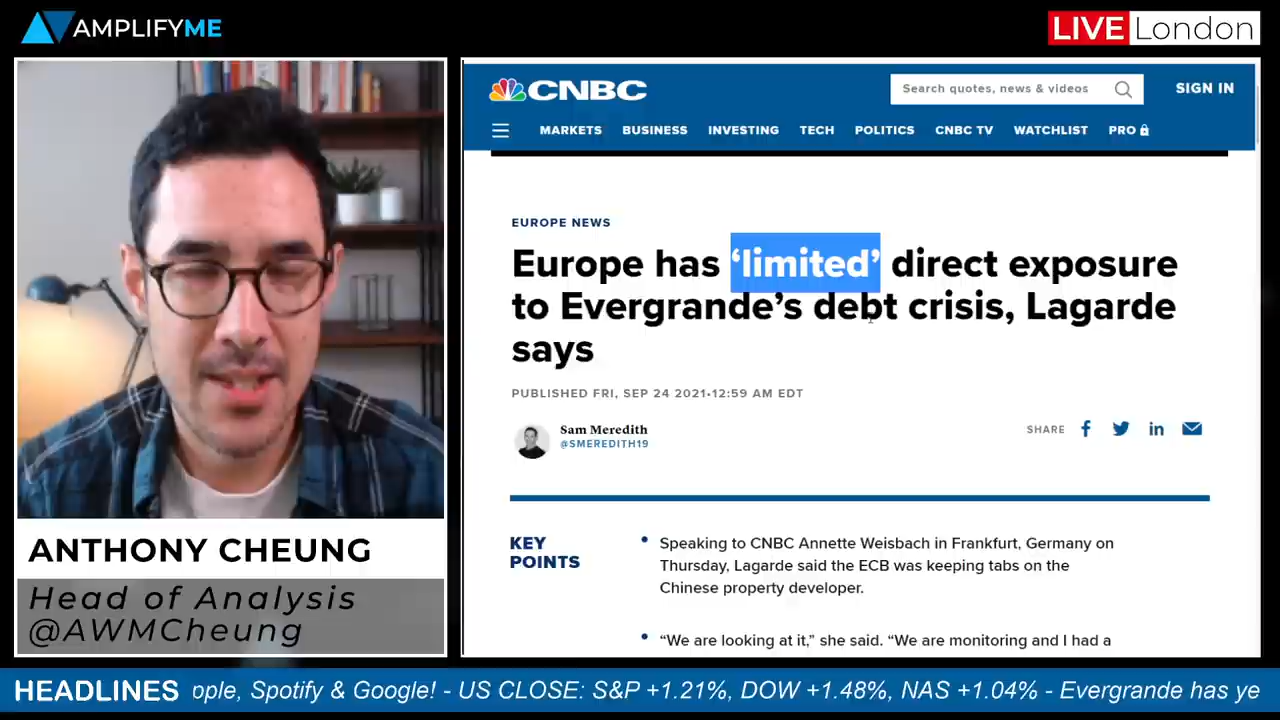 AMPLIFYME
LIVE London
CNBC
Search quotes, news & videos
SIGN IN
MARKETS BUSINESS INVESTING TECH POLITICS CNBC TV WATCHLIST PRO
EUROPE NEWS
Europe has ‘limited’ direct exposure
to Evergrande’s debt crisis, Lagarde
says
PUBLISHED FRI, SEP 24 2021•12:59 AM EDT
Sam Meredith
@SMEREDITH19
SHARE
KEY
POINTS
• Speaking to CNBC Annette Weisbach in Frankfurt, Germany on
Thursday, Lagarde said the ECB was keeping tabs on the
Chinese property developer.
• “We are looking at it,” she said. “We are monitoring and I had a
ANTHONY CHEUNG
Head of Analysis
@AWMCheung
HEADLINES ople, Spotify & Google! - US CLOSE: S&P +1.21%, DOW +1.48%, NAS +1.04% - Evergrande has ye